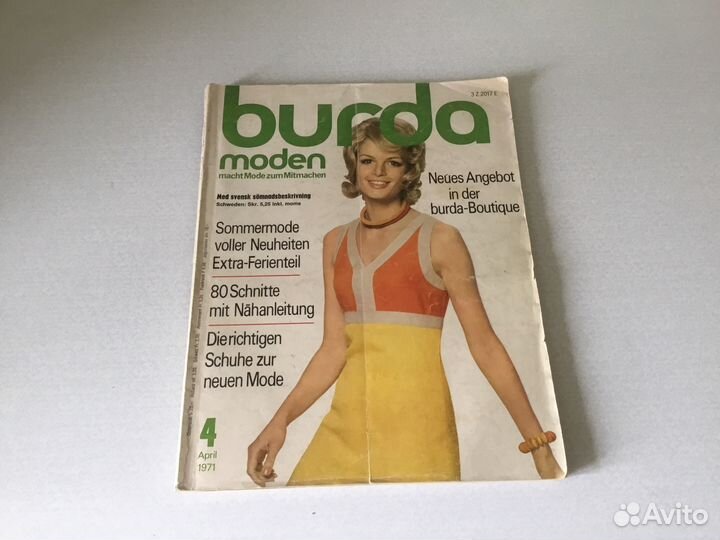 3 Z 2017 E
burda
moden
macht Mode zum Mitmachen
Med svensk sömnadsbeskrivning
Schweden: Skr. 5,25 inkl. moms
Neues Angebot
in der
burda-Boutique
Sommermode
voller Neuheiten
Extra-Ferienteil
80 Schnitte
mit Nähanleitung
Die richtigen
Schuhe zur
neuen Mode
4
April
1971
Avito